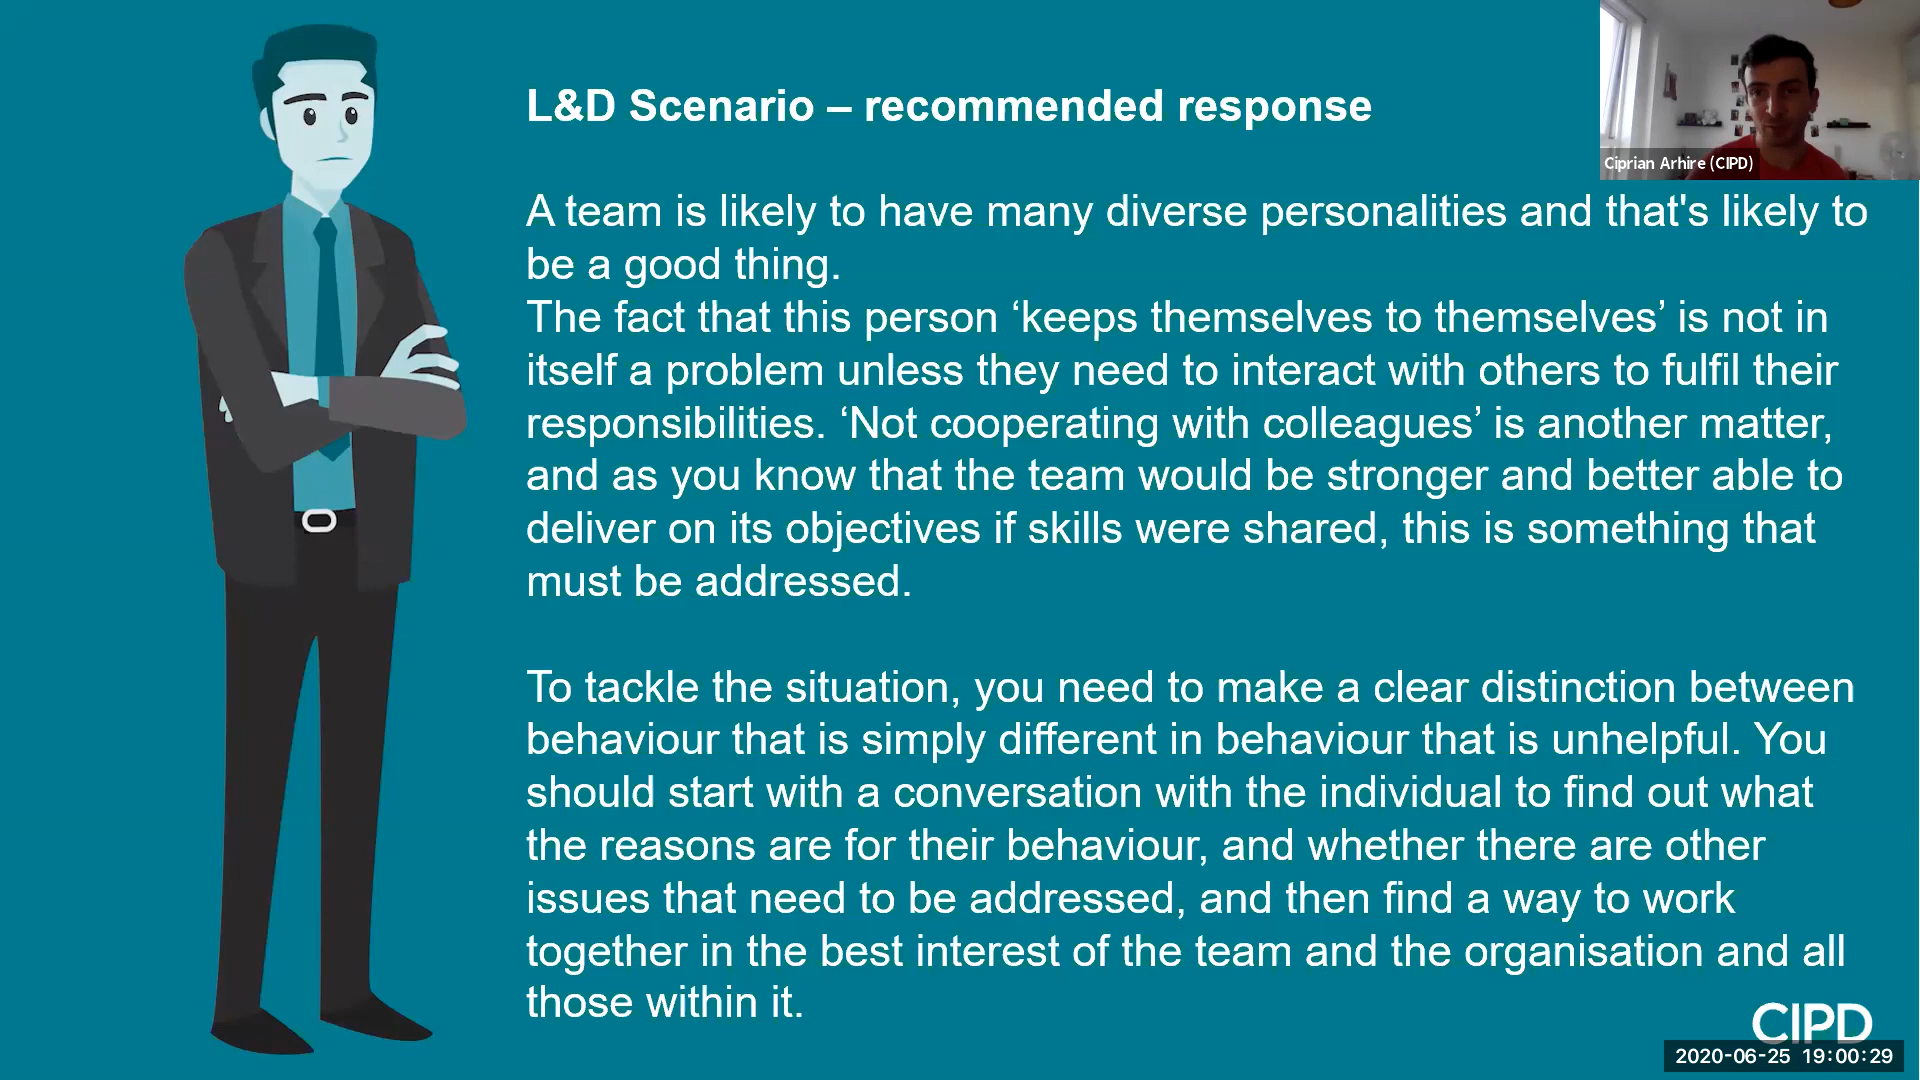 L&D Scenario – recommended response
Ciprian Arhire (CIPD)
A team is likely to have many diverse personalities and that's likely to
be a good thing.
The fact that this person ‘keeps themselves to themselves’ is not in
itself a problem unless they need to interact with others to fulfil their
responsibilities. ‘Not cooperating with colleagues’ is another matter,
and as you know that the team would be stronger and better able to
deliver on its objectives if skills were shared, this is something that
must be addressed.
To tackle the situation, you need to make a clear distinction between
behaviour that is simply different in behaviour that is unhelpful. You
should start with a conversation with the individual to find out what
the reasons are for their behaviour, and whether there are other
issues that need to be addressed, and then find a way to work
together in the best interest of the team and the organisation and all
those within it.
CIPD
2020-06-25 19:00:29